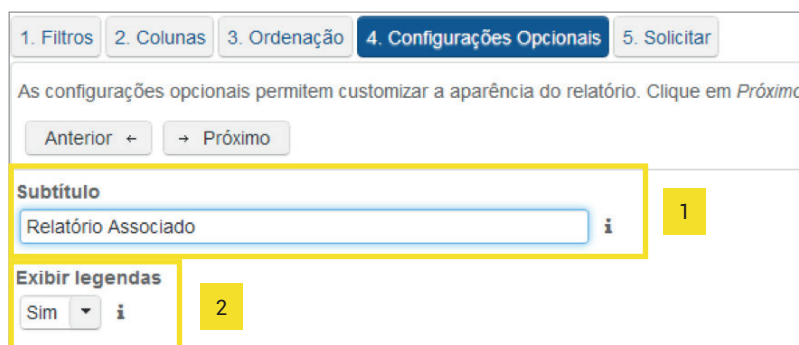 1. Filtros 2. Colunas 3. Ordenação 4. Configurações Opcionais 5. Solicitar
As configurações opcionais permitem customizar a aparência do relatório. Clique em Próximo
Anterior ← → Próximo
Subtítulo
Relatório Associado i
1
Exibir legendas
Sim i
2